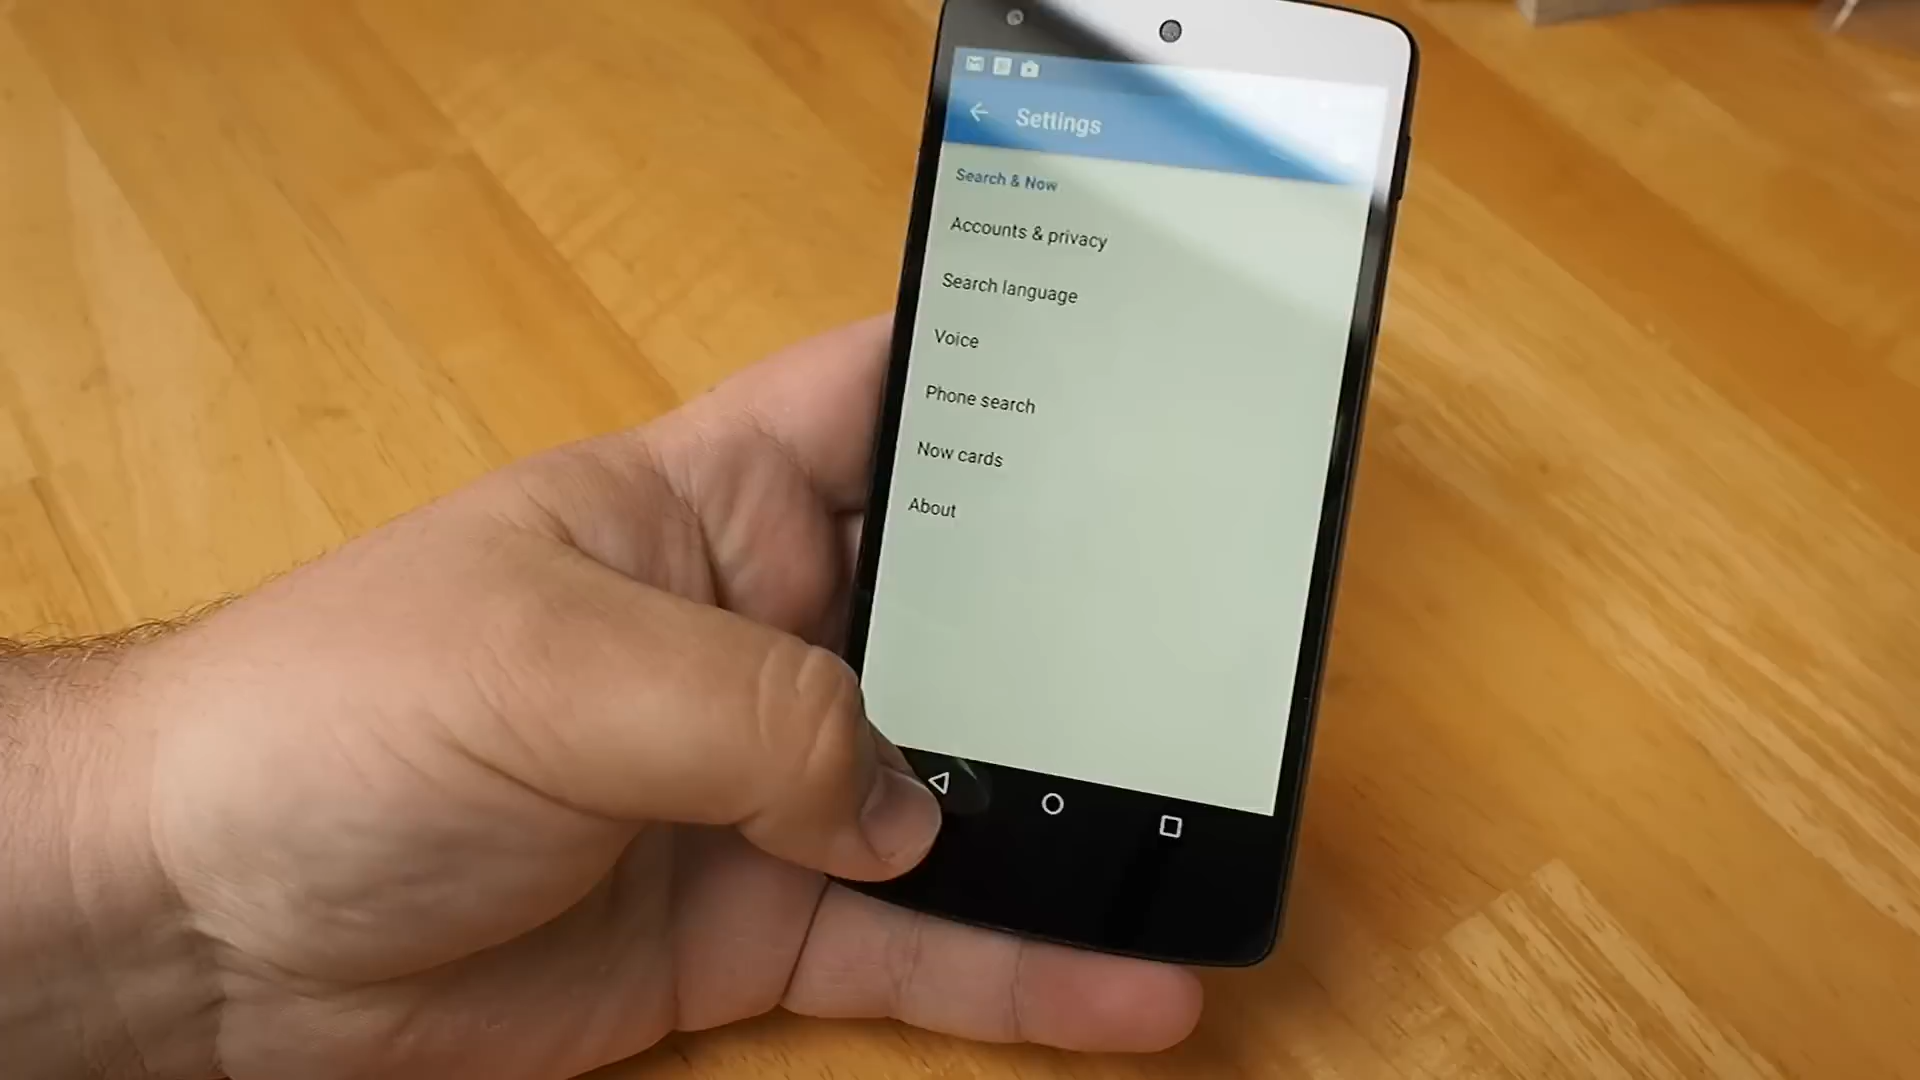 Settings
Search & Now
Accounts & privacy
Search language
Voice
Phone search
Now cards
About